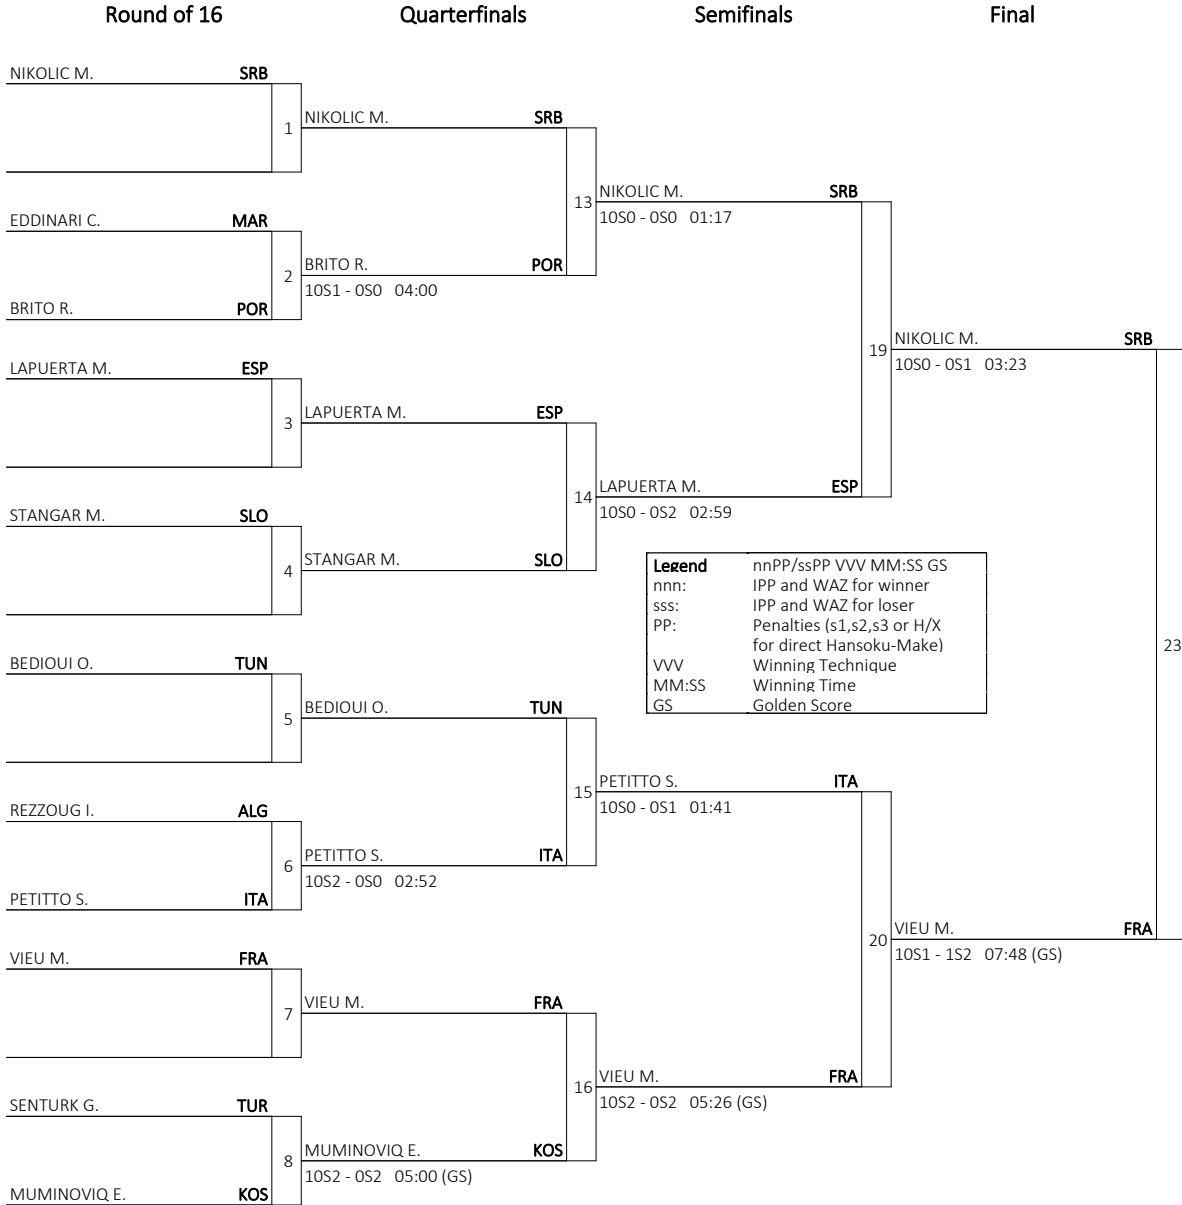 Round of 16
Quarterfinals
Semifinals
Final
NIKOLIC M. SRB
1
EDDINARI C. MAR
2
BRITO R. POR
LAPUERTA M. ESP
3
STANGAR M. SLO
4
BEDIOUI O. TUN
5
REZZOUG I. ALG
6
PETITTO S. ITA
VIEU M. FRA
7
SENTURK G. TUR
8
MUMINOVIQ E. KOS
NIKOLIC M. SRB
13
BRITO R. POR
10S1 - 0S0 04:00
LAPUERTA M. ESP
14
STANGAR M. SLO
BEDIOUI O. TUN
15
PETITTO S. ITA
10S2 - 0S0 02:52
VIEU M. FRA
16
MUMINOVIQ E. KOS
10S2 - 0S2 05:00 (GS)
NIKOLIC M. SRB
10S0 - 0S0 01:17
19
LAPUERTA M. ESP
10S0 - 0S2 02:59
Legend nnPP/ssPP VVV MM:SS GS
nnn: IPP and WAZ for winner
sss: IPP and WAZ for loser
PP: Penalties (s1,s2,s3 or H/X
for direct Hansoku-Make)
VVV Winning Technique
MM:SS Winning Time
GS Golden Score
PETITTO S. ITA
10S0 - 0S1 01:41
20
VIEU M. FRA
10S2 - 0S2 05:26 (GS)
NIKOLIC M. SRB
10S0 - 0S1 03:23
23
VIEU M. FRA
10S1 - 1S2 07:48 (GS)